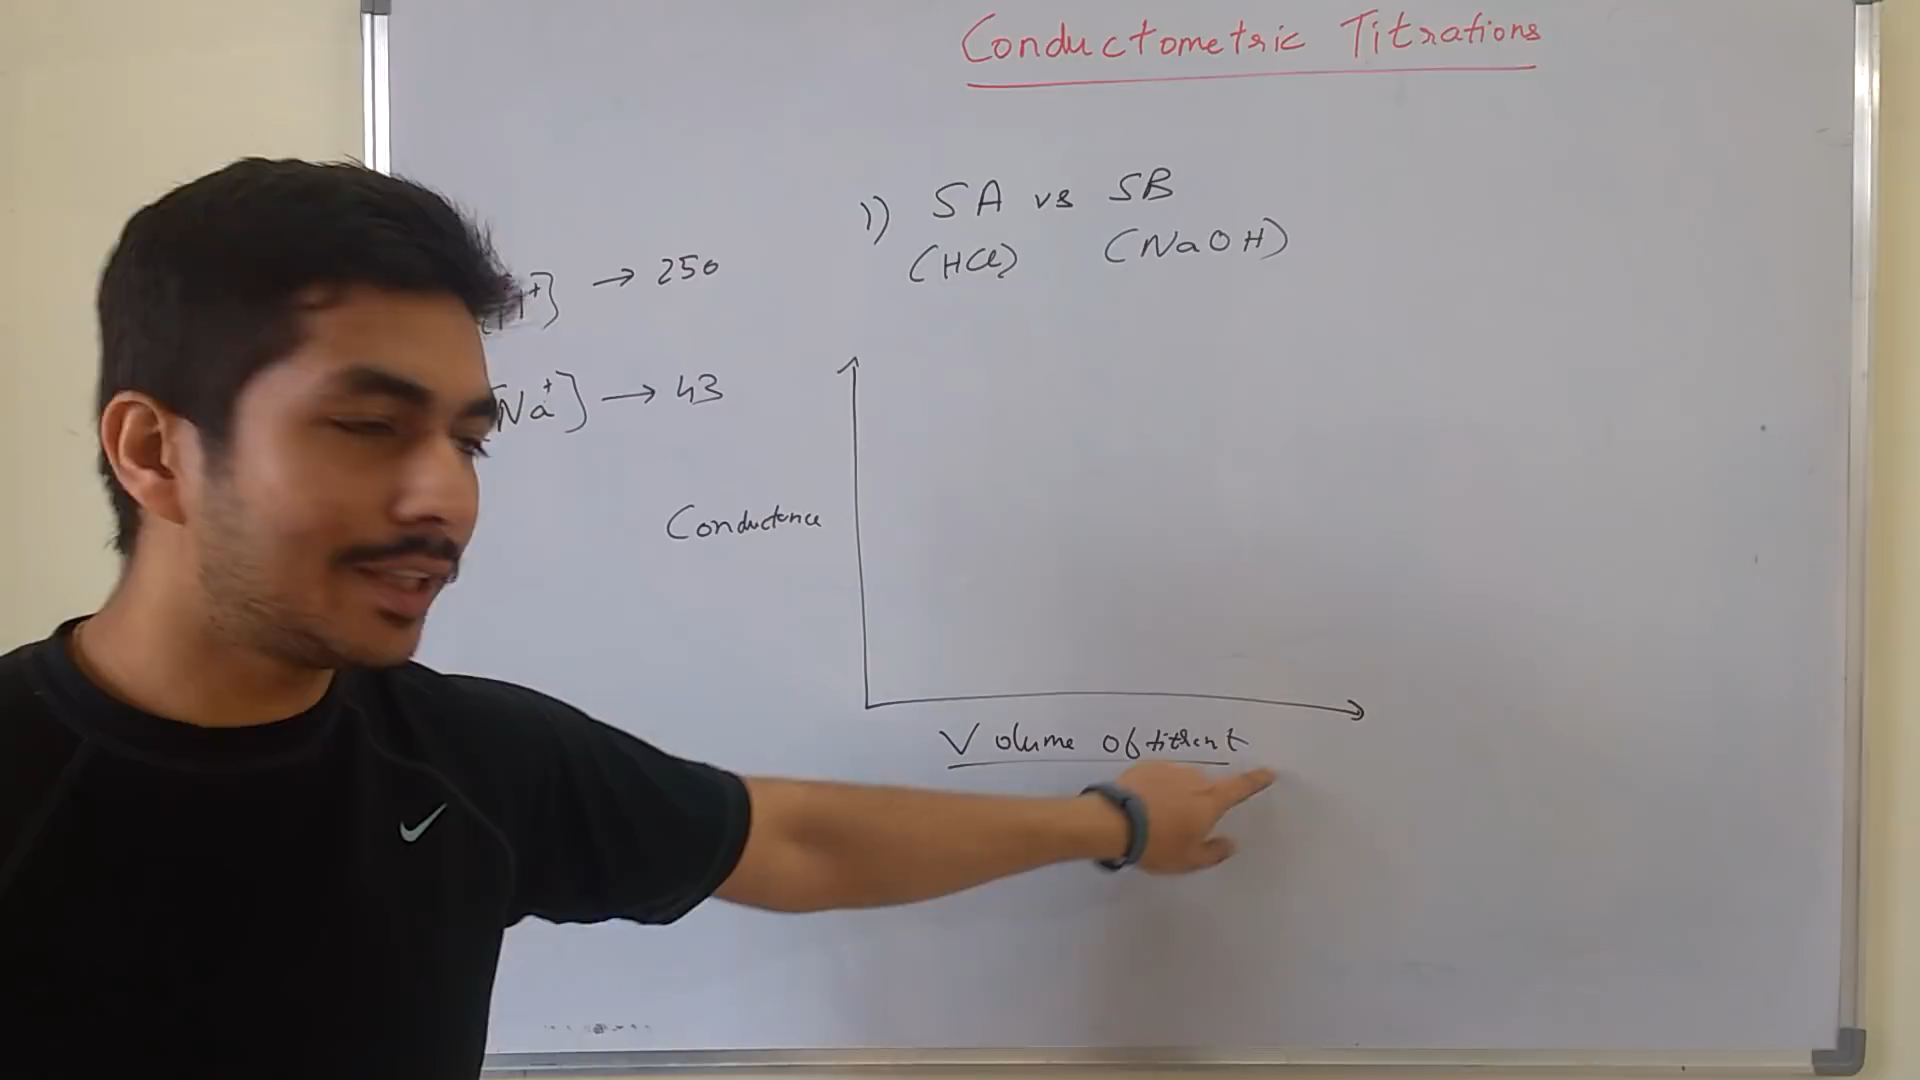 Conductometric Titrations
1) SA vs SB
(HCl) (NaOH)
[H+] → 250
[Na+] → 43
Conductance
Volume of titrant